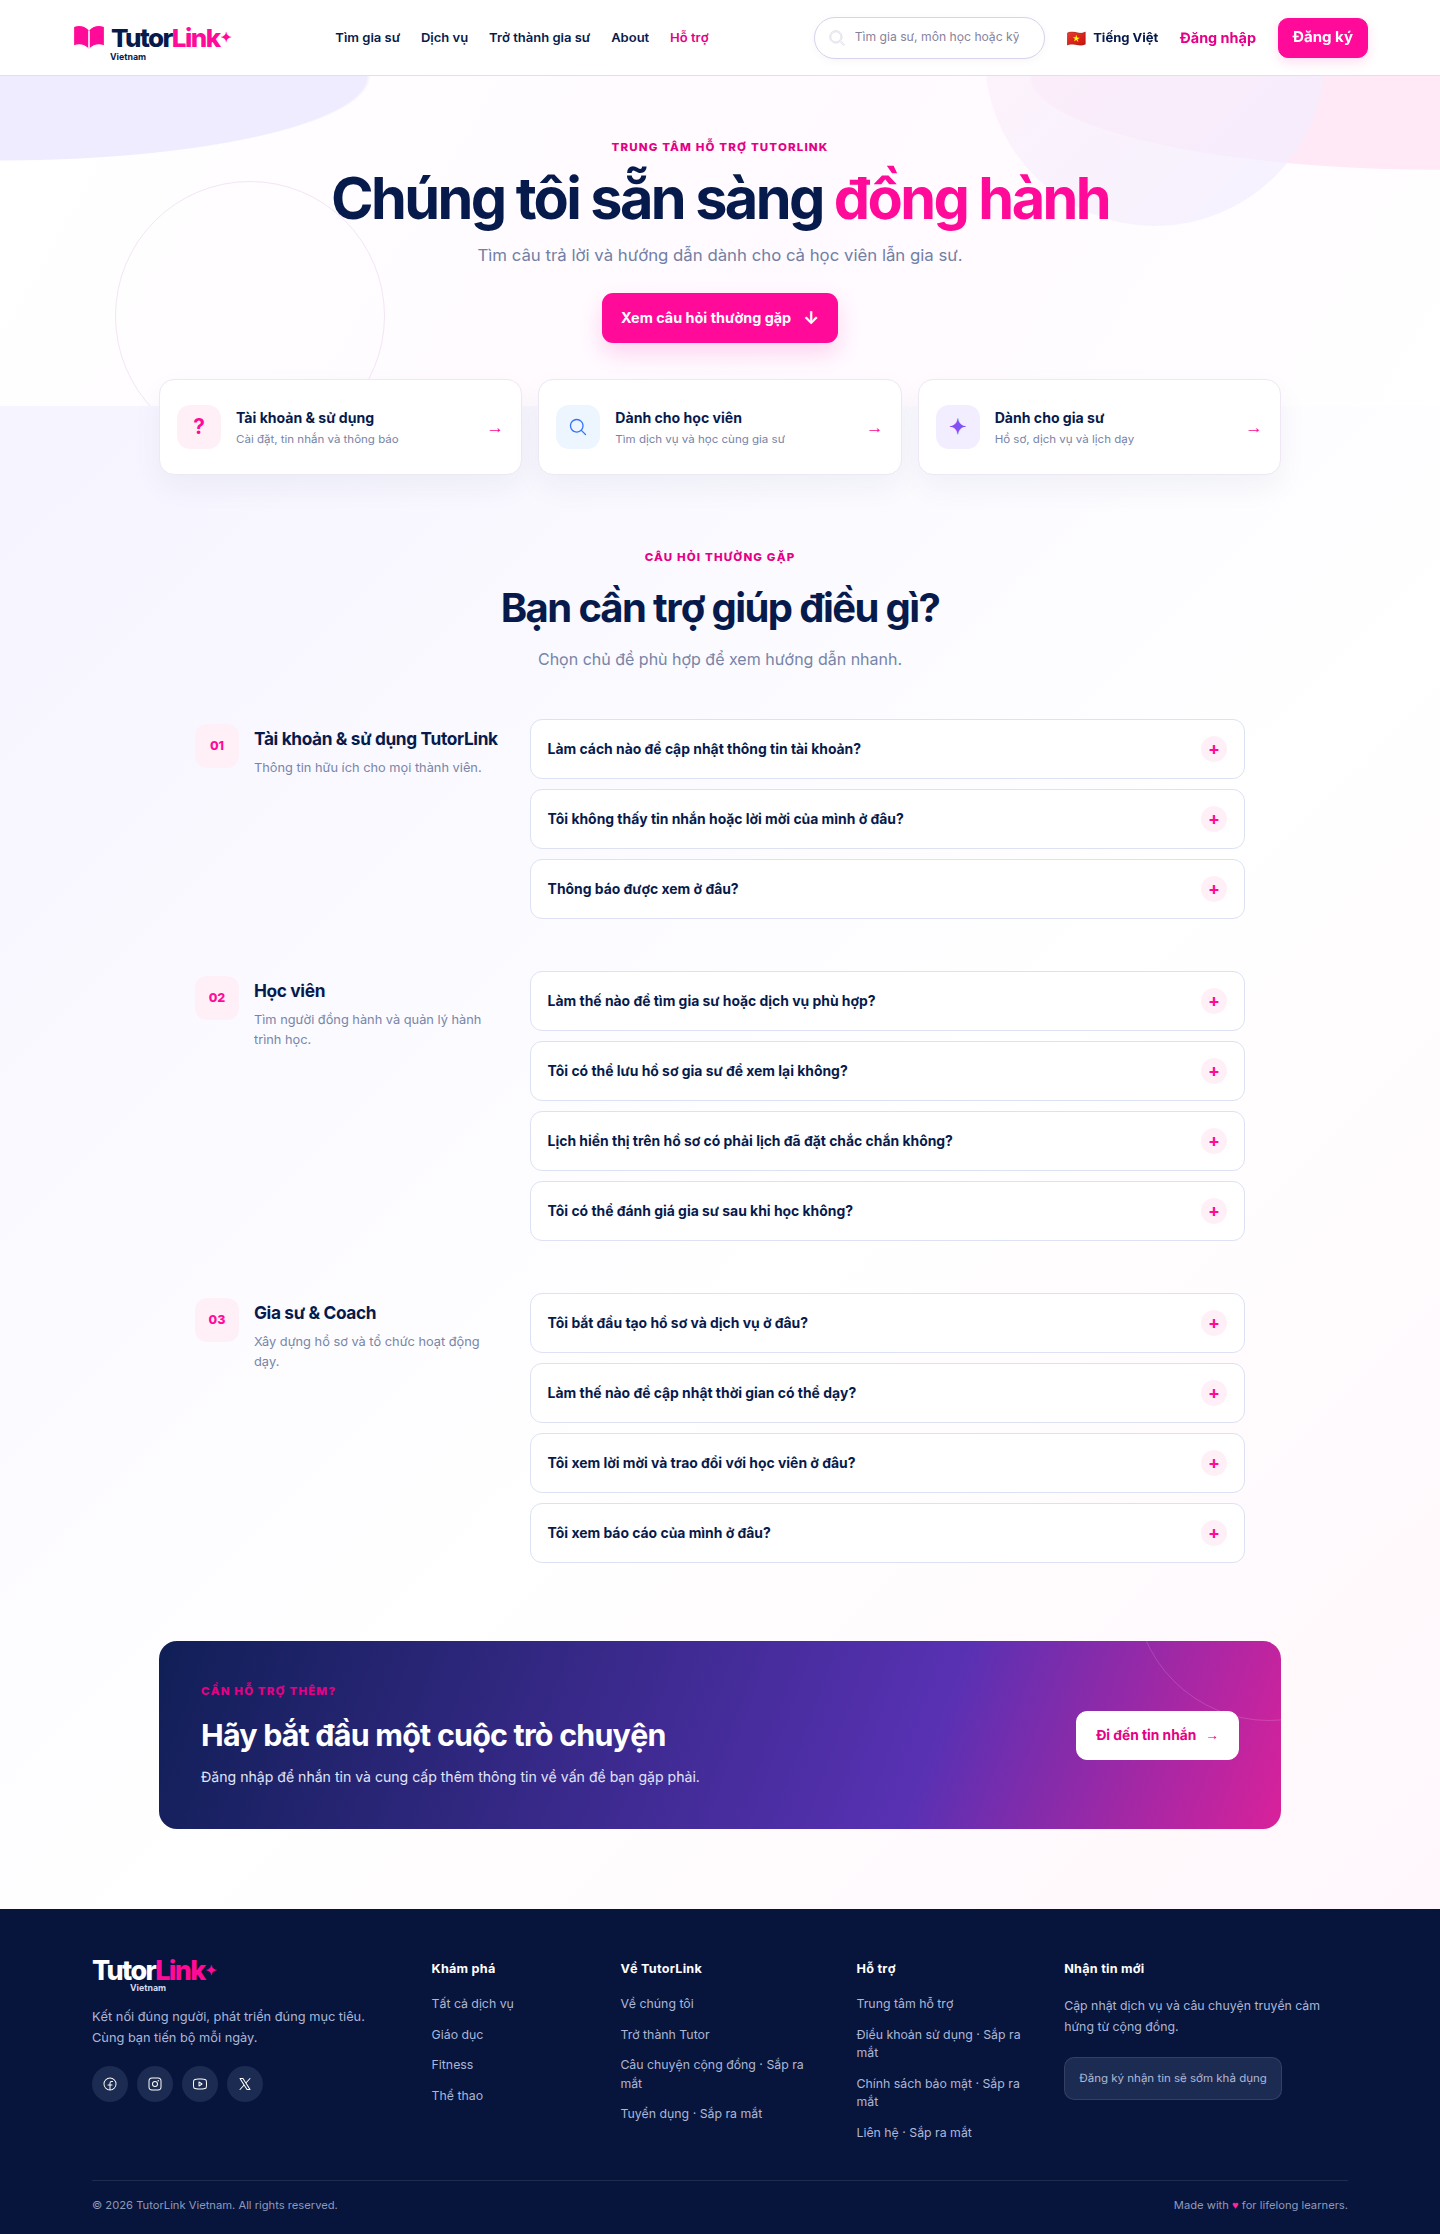 TutorLink
Vietnam
Tìm gia sư
Dịch vụ
Trở thành gia sư
About
Hỗ trợ
Tìm gia sư, môn học hoặc kỹ
Tiếng Việt
Đăng nhập
Đăng ký
TRUNG TÂM HỖ TRỢ TUTORLINK
Chúng tôi sẵn sàng đồng hành
Tìm câu trả lời và hướng dẫn dành cho cả học viên lẫn gia sư.
Xem câu hỏi thường gặp ↓
?
Tài khoản & sử dụng
Cài đặt, tin nhắn và thông báo
→
Dành cho học viên
Tìm dịch vụ và học cùng gia sư
→
Dành cho gia sư
Hồ sơ, dịch vụ và lịch dạy
→
CÂU HỎI THƯỜNG GẶP
Bạn cần trợ giúp điều gì?
Chọn chủ đề phù hợp để xem hướng dẫn nhanh.
01
Tài khoản & sử dụng TutorLink
Thông tin hữu ích cho mọi thành viên.
Làm cách nào để cập nhật thông tin tài khoản?
+
Tôi không thấy tin nhắn hoặc lời mời của mình ở đâu?
+
Thông báo được xem ở đâu?
+
02
Học viên
Tìm người đồng hành và quản lý hành
trình học.
Làm thế nào để tìm gia sư hoặc dịch vụ phù hợp?
+
Tôi có thể lưu hồ sơ gia sư để xem lại không?
+
Lịch hiển thị trên hồ sơ có phải lịch đã đặt chắc chắn không?
+
Tôi có thể đánh giá gia sư sau khi học không?
+
03
Gia sư & Coach
Xây dựng hồ sơ và tổ chức hoạt động
dạy.
Tôi bắt đầu tạo hồ sơ và dịch vụ ở đâu?
+
Làm thế nào để cập nhật thời gian có thể dạy?
+
Tôi xem lời mời và trao đổi với học viên ở đâu?
+
Tôi xem báo cáo của mình ở đâu?
+
CẦN HỖ TRỢ THÊM?
Hãy bắt đầu một cuộc trò chuyện
Đăng nhập để nhắn tin và cung cấp thêm thông tin về vấn đề bạn gặp phải.
Đi đến tin nhắn →
TutorLink
Vietnam
Kết nối đúng người, phát triển đúng mục tiêu.
Cùng bạn tiến bộ mỗi ngày.
Khám phá
Tất cả dịch vụ
Giáo dục
Fitness
Thể thao
Về TutorLink
Về chúng tôi
Trở thành Tutor
Câu chuyện cộng đồng · Sắp ra
mắt
Tuyển dụng · Sắp ra mắt
Hỗ trợ
Trung tâm hỗ trợ
Điều khoản sử dụng · Sắp ra
mắt
Chính sách bảo mật · Sắp ra
mắt
Liên hệ · Sắp ra mắt
Nhận tin mới
Cập nhật dịch vụ và câu chuyện truyền cảm
hứng từ cộng đồng.
Đăng ký nhận tin sẽ sớm khả dụng
© 2026 TutorLink Vietnam. All rights reserved.
Made with ♥ for lifelong learners.